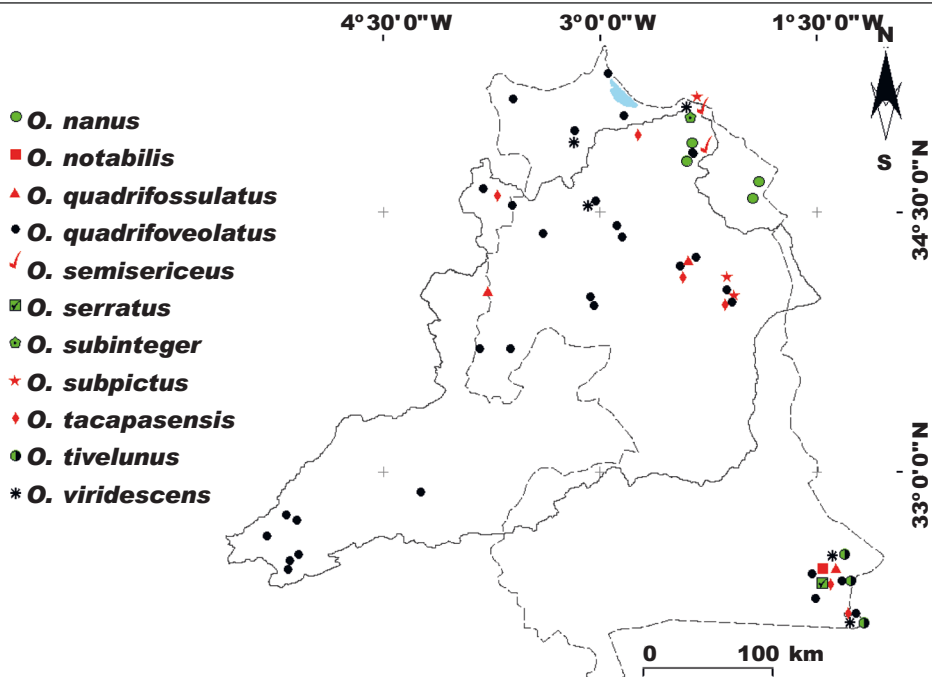 4°30'0"W 3°0'0"W 1°30'0"W
N
S
O. nanus
O. notabilis
O. quadrifossulatus
O. quadrifoveolatus
O. semisericeus
O. serratus
O. subinteger
O. subpictus
O. tacapasensis
O. tivelunus
O. viridescens
34°30'0"N
33°0'0"N
0 100 km